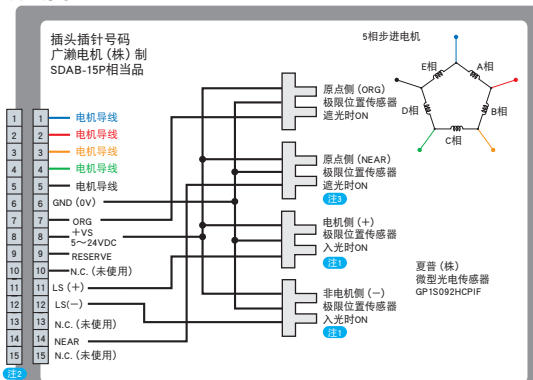 插头插针号码
广濑电机 (株) 制
SDAB-15P相当品
1 1 电机导线
2 2 电机导线
3 3 电机导线
4 4 电机导线
5 5 电机导线
6 6 GND (0V)
7 7 ORG
8 8 +VS
5~24VDC
9 9 RESERVE
10 10 N.C. (未使用)
11 11 LS (+)
12 12 LS(-)
13 13 N.C. (未使用)
14 14 NEAR
15 15 N.C. (未使用)
注2
原点侧 (ORG)
极限位置传感器
遮光时ON
原点侧 (NEAR)
极限位置传感器
遮光时ON
注3
电机侧 (+)
极限位置传感器
入光时ON
注1
非电机侧 (-)
极限位置传感器
入光时ON
注1
5相步进电机
E相 A相
D相 B相
C相
夏普 (株)
微型光电传感器
GP1S092HCPIF